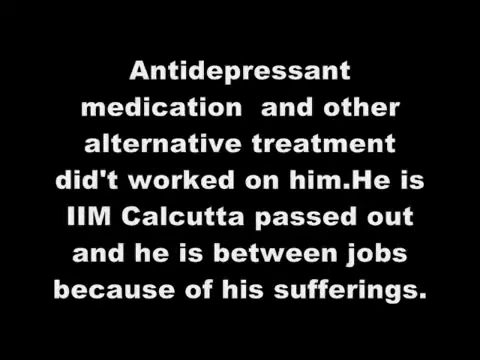 Antidepressant
medication  and other
alternative treatment
did't worked on him.He is
IIM Calcutta passed out
and he is between jobs
because of his sufferings.